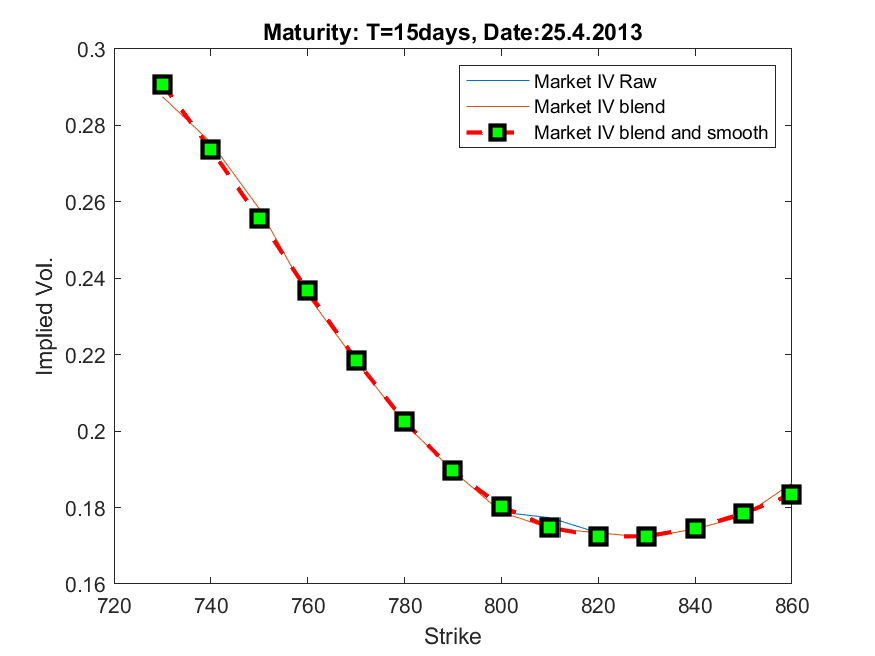 Maturity: T=15days, Date:25.4.2013
0.3
0.28
0.26
0.24
0.22
0.2
0.18
0.16
Implied Vol.
Market IV Raw
Market IV blend
Market IV blend and smooth
720 740 760 780 800 820 840 860
Strike